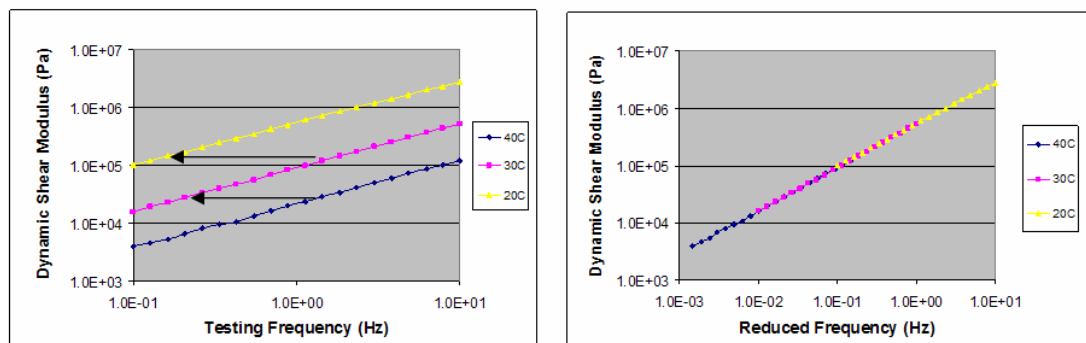 Dynamic Shear Modulus (Pa)
1.0E+07
1.0E+06
1.0E+05
1.0E+04
1.0E+03
1.0E-01
1.0E+00
1.0E+01
Testing Frequency (Hz)
40C
30C
20C
Dynamic Shear Modulus (Pa)
1.0E+07
1.0E+06
1.0E+05
1.0E+04
1.0E+03
1.0E-03
1.0E-02
1.0E-01
1.0E+00
1.0E+01
Reduced Frequency (Hz)
40C
30C
20C